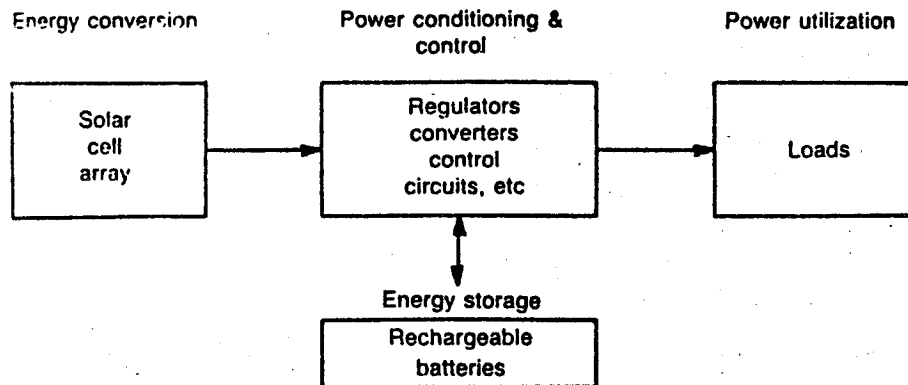 Energy conversion
Power conditioning &
control
Power utilization
Solar
cell
array
Regulators
converters
control
circuits, etc
Loads
Energy storage
Rechargeable
batteries